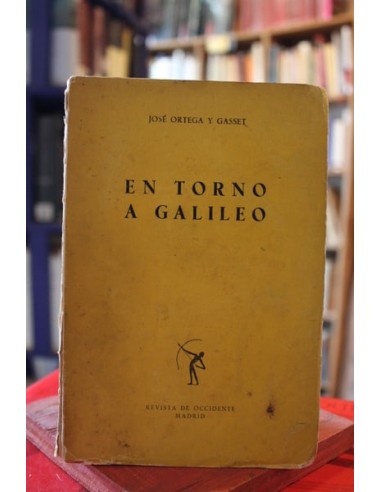 JOSÉ ORTEGA Y GASSET
EN TORNO
A GALILEO
REVISTA DE OCCIDENTE
MADRID